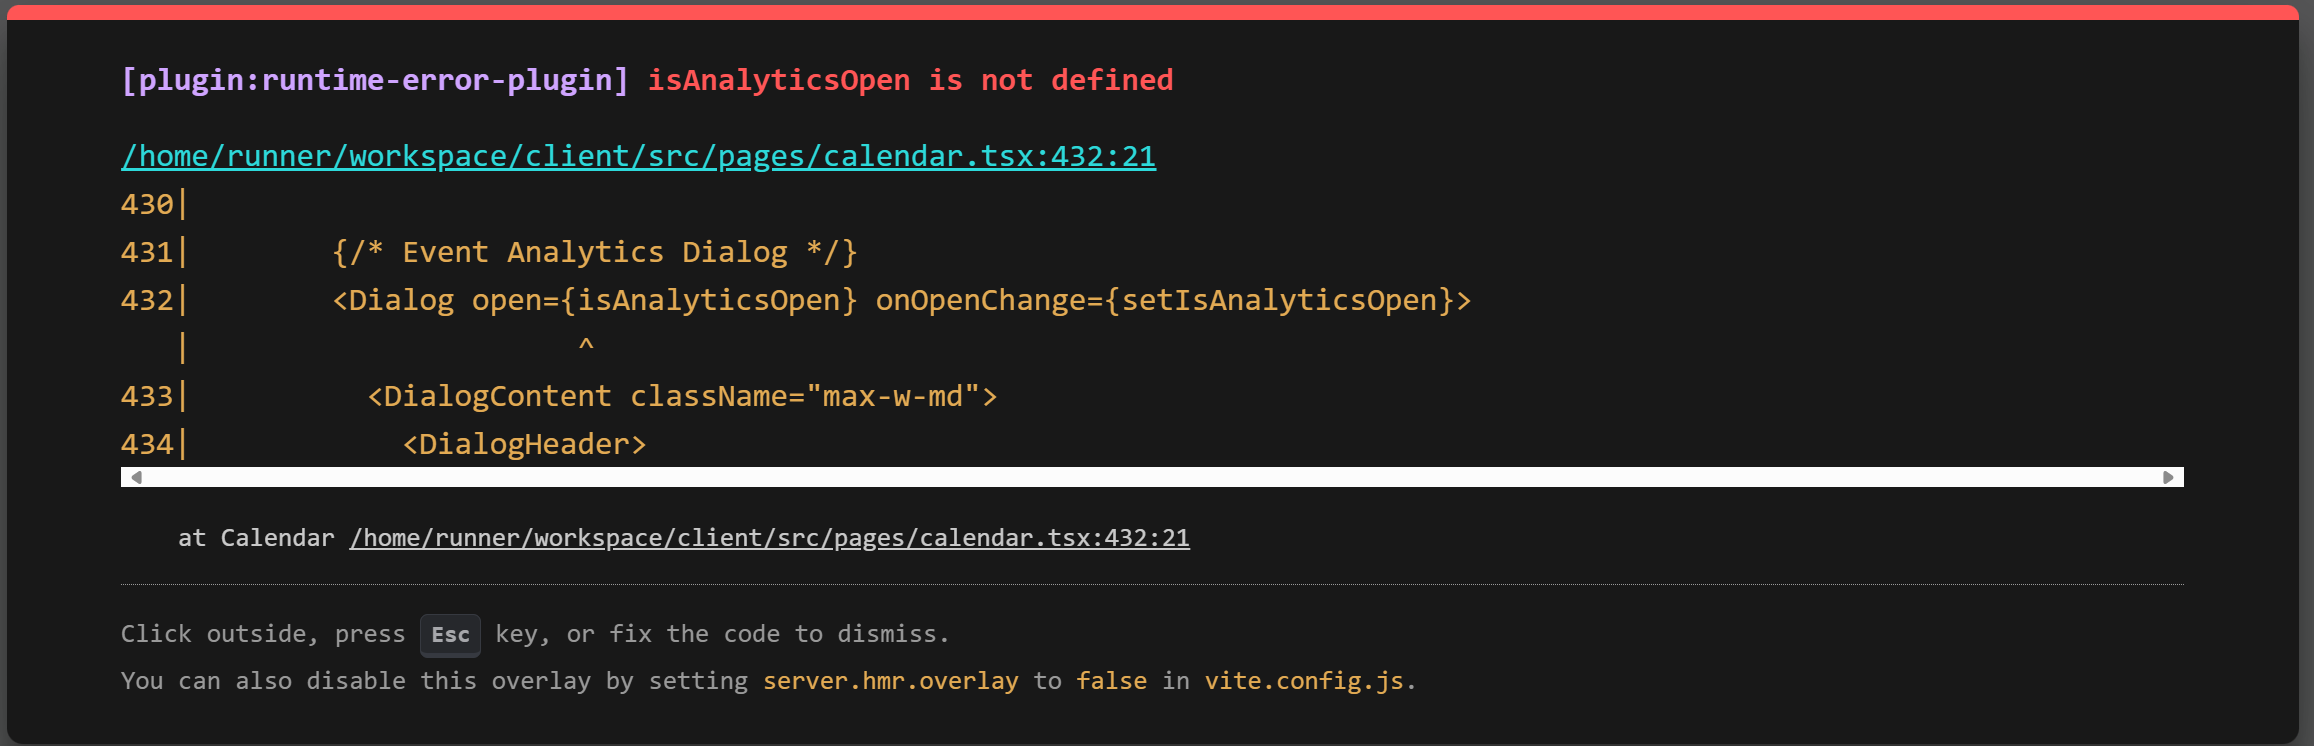 [plugin:runtime-error-plugin] isAnalyticsOpen is not defined
/home/runner/workspace/client/src/pages/calendar.tsx:432:21
430|
431|        {/* Event Analytics Dialog */}
432|        <Dialog open={isAnalyticsOpen} onOpenChange={setIsAnalyticsOpen}>
   |                      ^
433|          <DialogContent className="max-w-md">
434|            <DialogHeader>
    at Calendar /home/runner/workspace/client/src/pages/calendar.tsx:432:21
Click outside, press Esc key, or fix the code to dismiss.
You can also disable this overlay by setting server.hmr.overlay to false in vite.config.js.